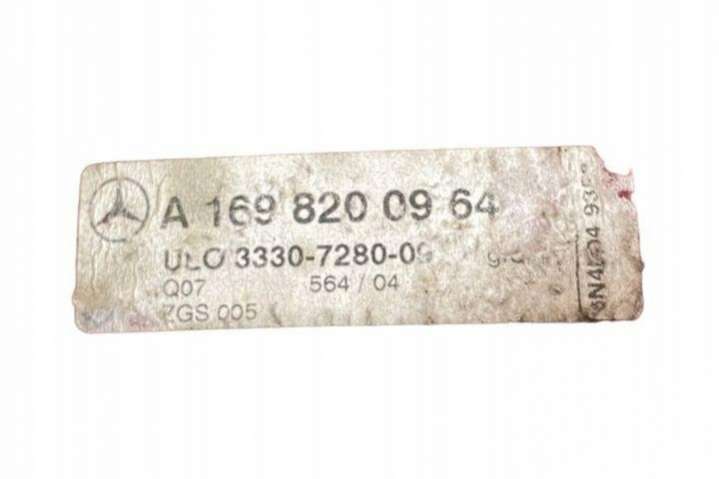 A 169 820 09 64
ULO 3330-7280-09
Q07 564 / 04
ZGS 005